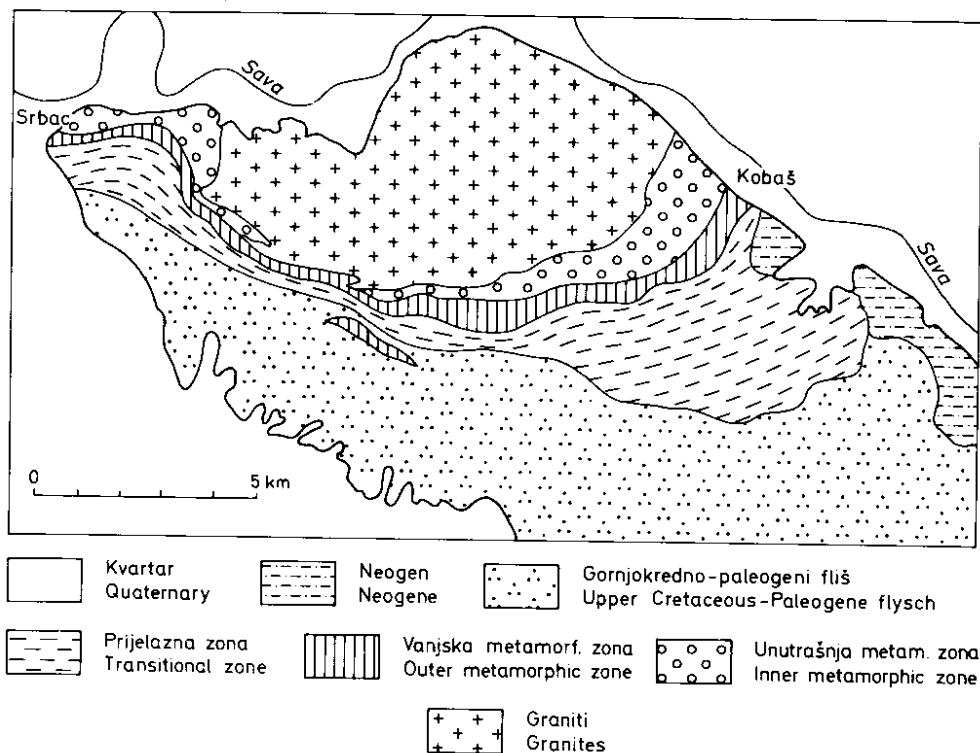 Sava
Srbac
Kobaš
Sava
0 5 km
Kvartar
Quaternary
Neogen
Neogene
Gornjokredno-paleogeni fliš
Upper Cretaceous-Paleogene flysch
Prijelazna zona
Transitional zone
Vanjska metamorf. zona
Outer metamorphic zone
Unutrašnja metam. zona
Inner metamorphic zone
Graniti
Granites